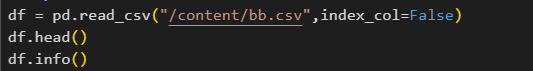 df = pd.read_csv("/content/bb.csv",index_col=False)
df.head()
df.info()